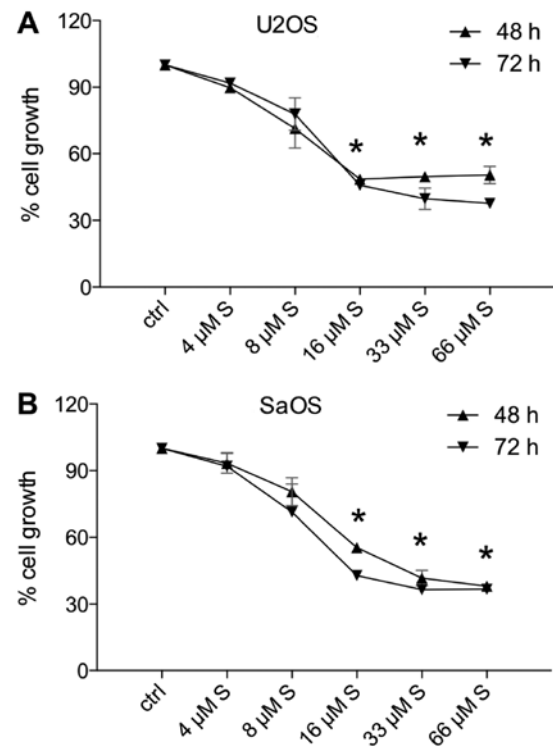 A
U2OS
120
90
60
30
0
% cell growth
▲ 48 h
▼ 72 h
* * *
ctrl
4 µM S
8 µM S
16 µM S
33 µM S
66 µM S
B
SaOS
120
90
60
30
0
% cell growth
▲ 48 h
▼ 72 h
* * *
ctrl
4 µM S
8 µM S
16 µM S
33 µM S
66 µM S